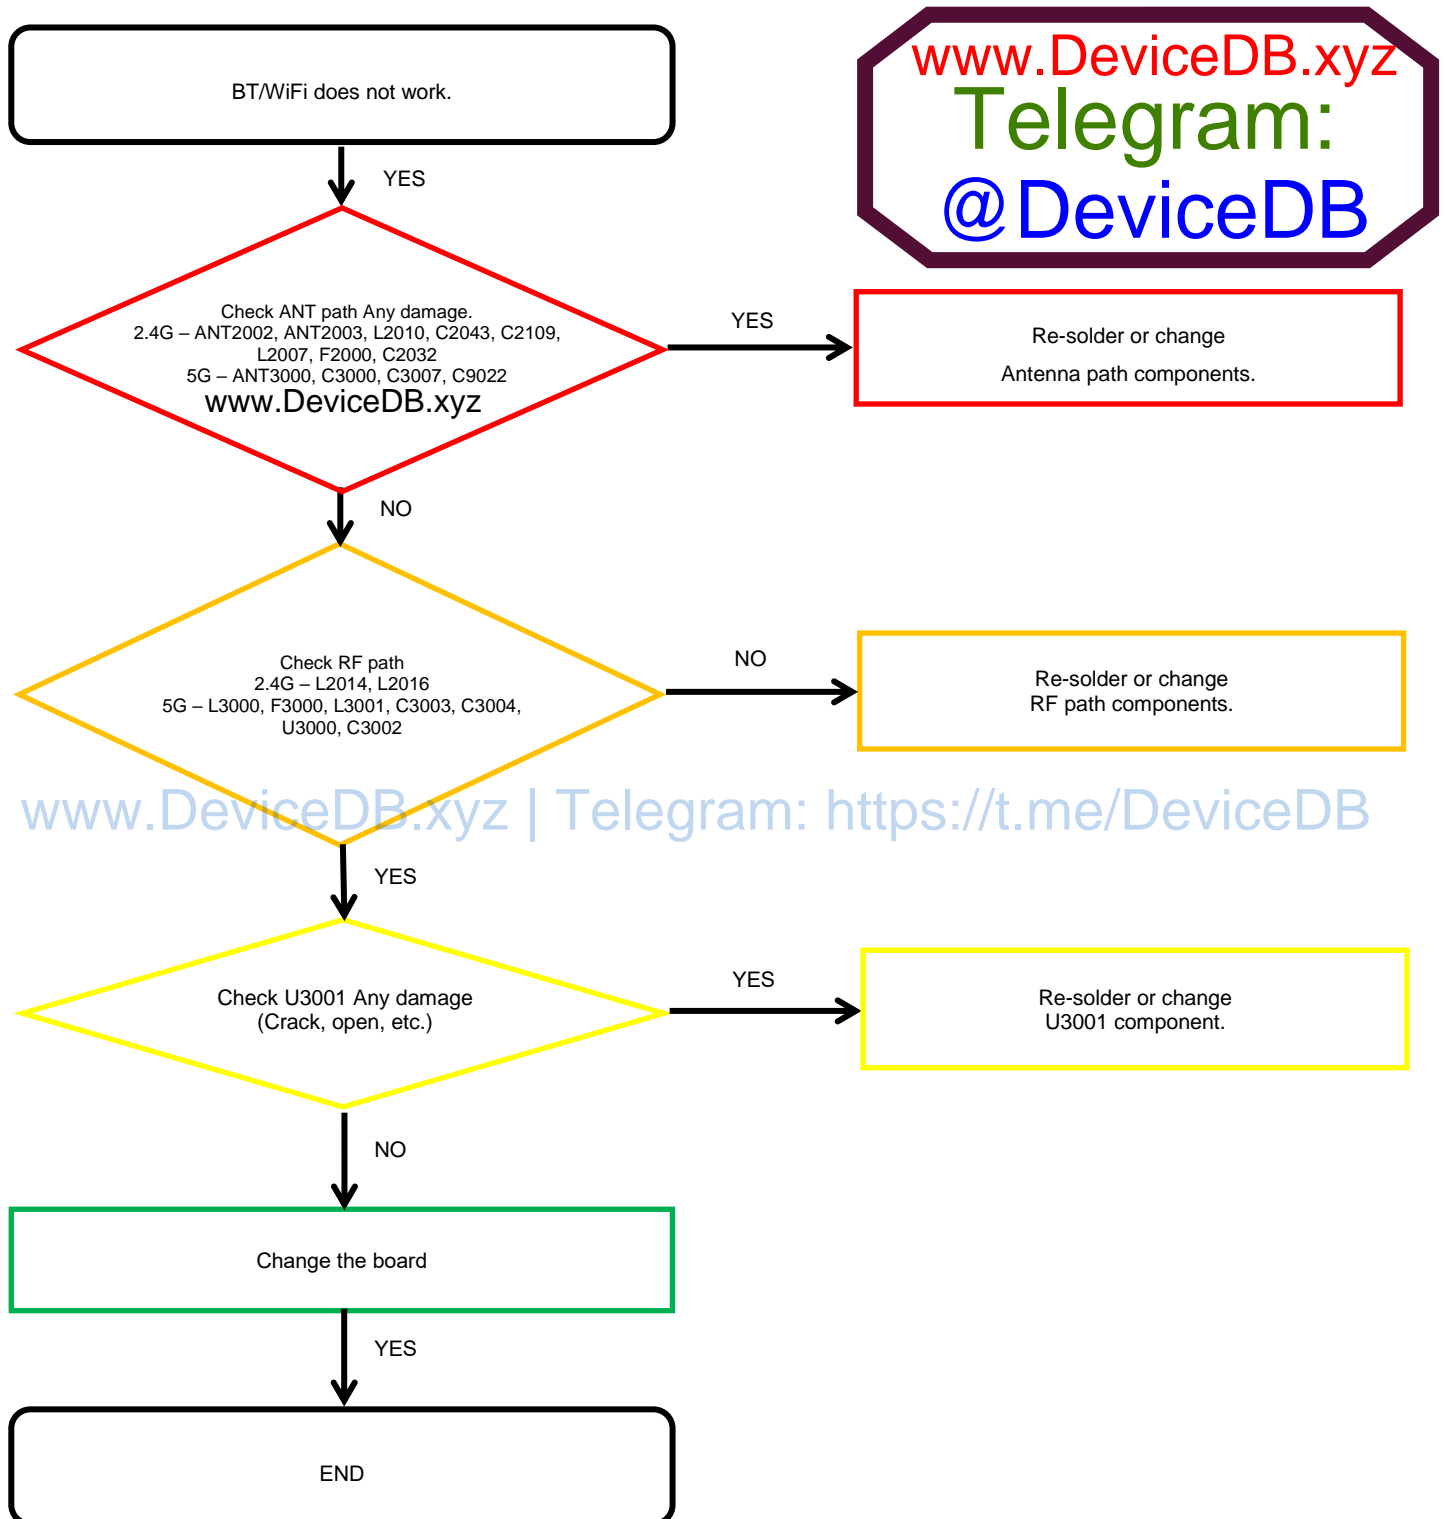 BT/WiFi does not work.
www.DeviceDB.xyz
Telegram:
@DeviceDB
YES
Check ANT path Any damage.
2.4G – ANT2002, ANT2003, L2010, C2043, C2109,
L2007, F2000, C2032
5G – ANT3000, C3000, C3007, C9022
www.DeviceDB.xyz
YES
Re-solder or change
Antenna path components.
NO
Check RF path
2.4G – L2014, L2016
5G – L3000, F3000, L3001, C3003, C3004,
U3000, C3002
NO
Re-solder or change
RF path components.
www.DeviceDB.xyz | Telegram: https://t.me/DeviceDB
YES
Check U3001 Any damage
(Crack, open, etc.)
YES
Re-solder or change
U3001 component.
NO
Change the board
YES
END